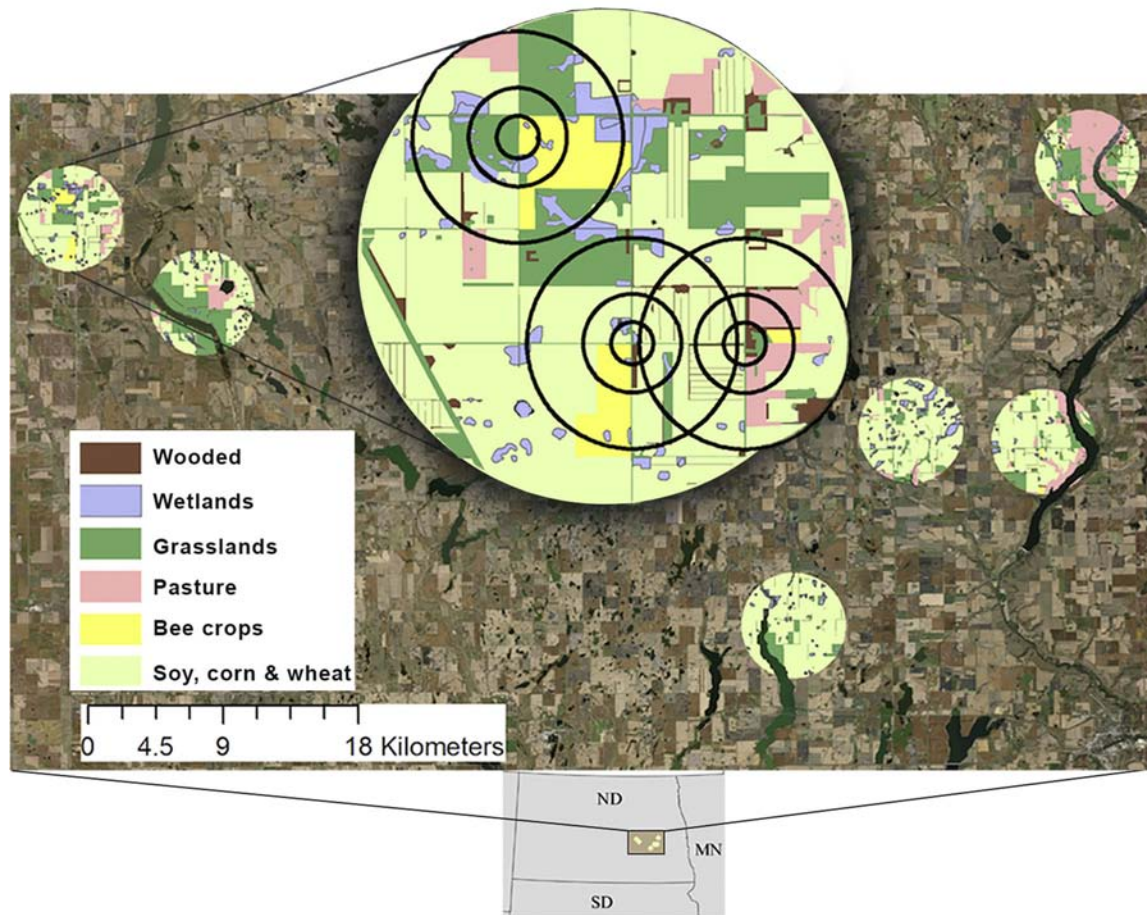 Wooded
Wetlands
Grasslands
Pasture
Bee crops
Soy, corn & wheat
0 4.5 9 18 Kilometers
ND
MN
SD